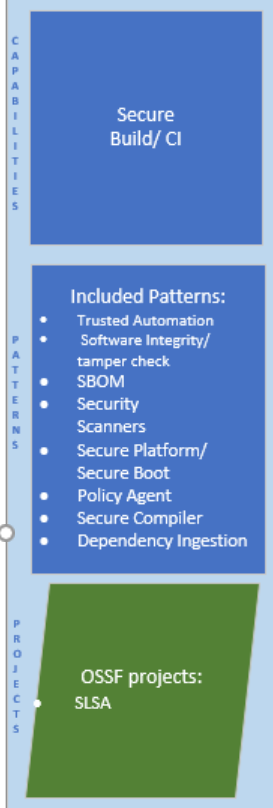 CAPABILITIES
Secure
Build/ CI
PATTERNS
Included Patterns:
• Trusted Automation
• Software Integrity/
tamper check
• SBOM
• Security
Scanners
• Secure Platform/
Secure Boot
• Policy Agent
• Secure Compiler
• Dependency Ingestion
PROJECTS
OSSF projects:
• SLSA